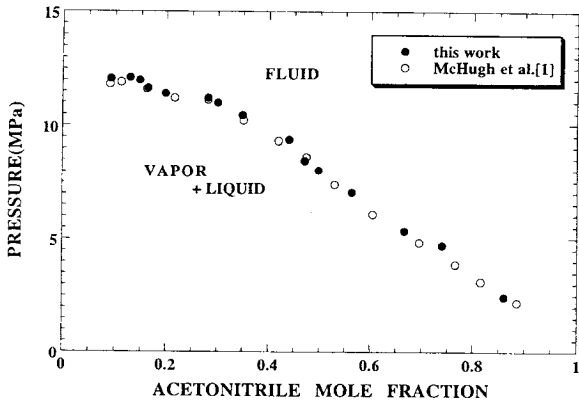 15
this work
McHugh et al.[1]
FLUID
10
VAPOR
+ LIQUID
PRESSURE(MPa)
5
0
0 0.2 0.4 0.6 0.8 1
ACETONITRILE MOLE FRACTION